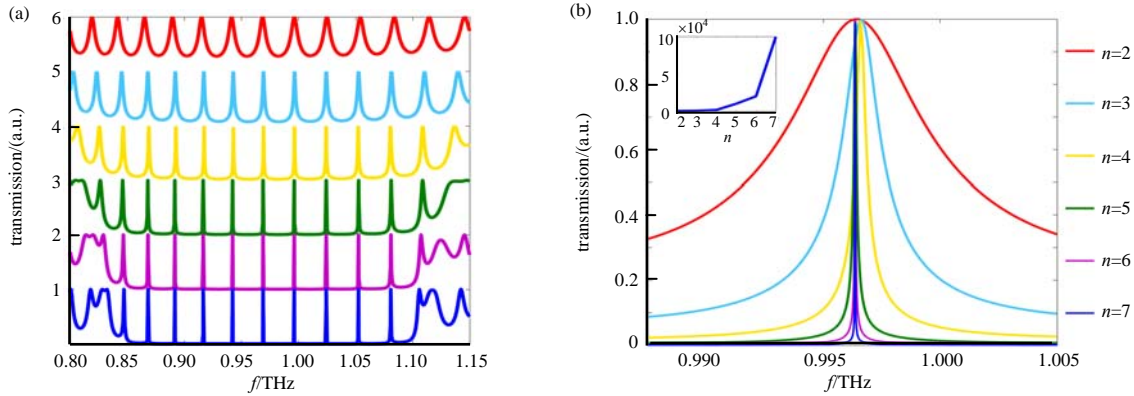 (a)
transmission/(a.u.)
6
5
4
3
2
1
0.80 0.85 0.90 0.95 1.00 1.05 1.10 1.15
f/THz
(b)
transmission/(a.u.)
1.0
0.8
0.6
0.4
0.2
0
0.990 0.995 1.000 1.005
f/THz
×10⁴
10
5
0
2 3 4 5 6 7
n
n=2
n=3
n=4
n=5
n=6
n=7